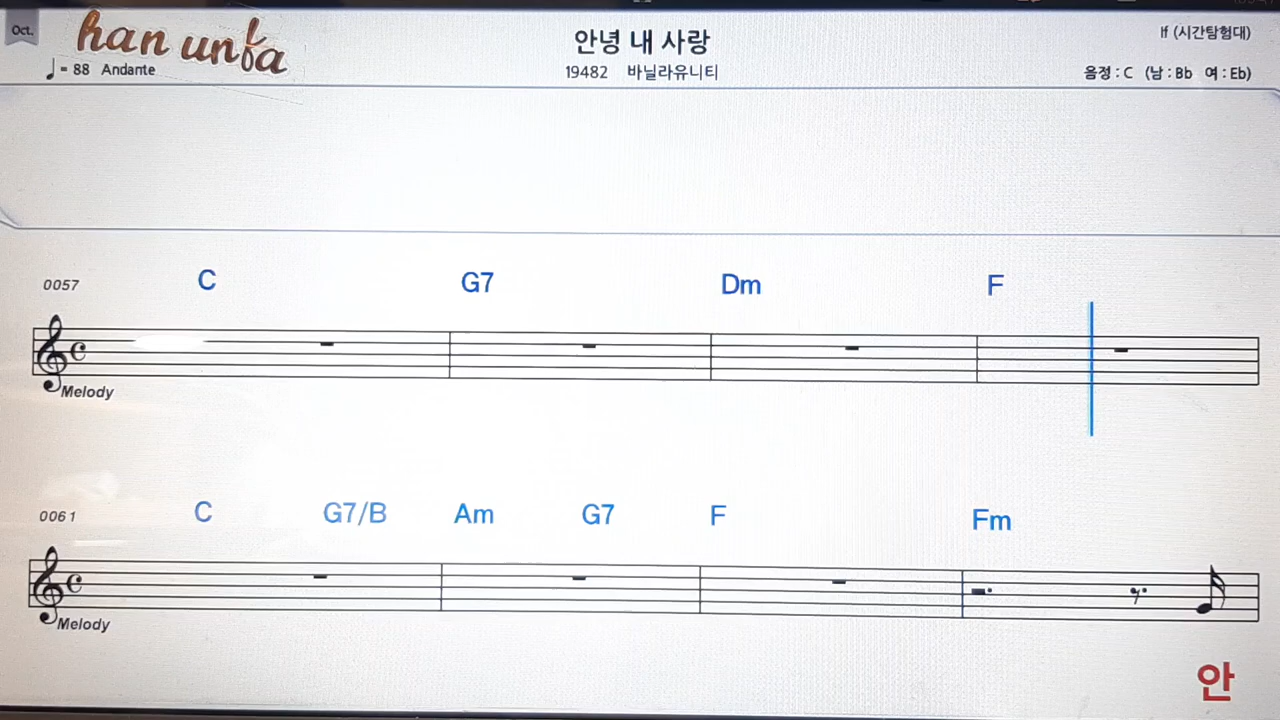 Oct.
han unfa
안녕 내 사랑
If (시간탐험대)
♩= 88 Andante
19482 바닐라유니티
음정 : C (남 : Bb 여 : Eb)
0057
C G7 Dm F
Melody
0061
C G7/B Am G7 F Fm
Melody
안